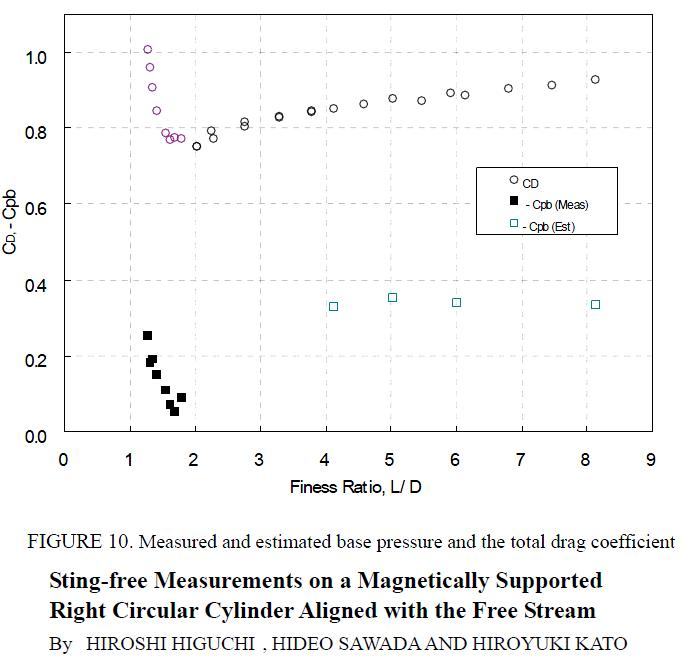 1.0
0.8
0.6
0.4
0.2
0.0
CD, - Cpb
CD
- Cpb (Meas)
- Cpb (Est)
0 1 2 3 4 5 6 7 8 9
Finess Ratio, L/ D
FIGURE 10. Measured and estimated base pressure and the total drag coefficient
Sting-free Measurements on a Magnetically Supported
Right Circular Cylinder Aligned with the Free Stream
By HIROSHI HIGUCHI , HIDEO SAWADA AND HIROYUKI KATO